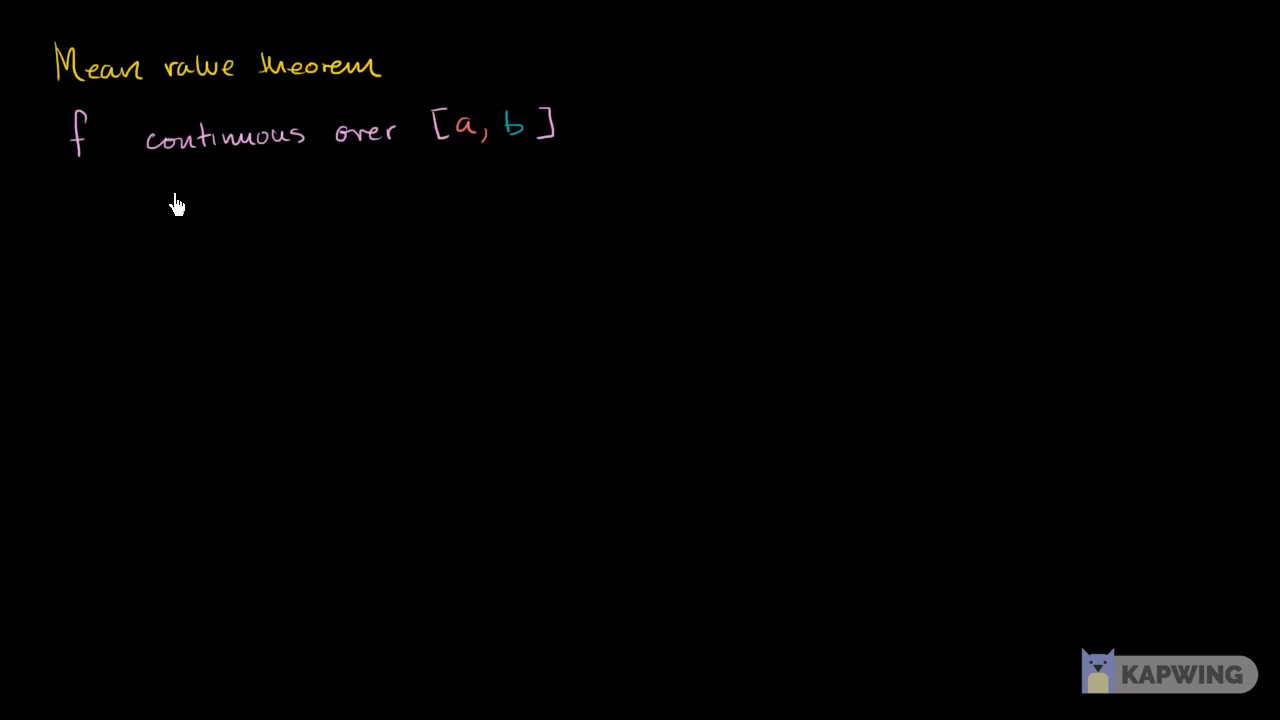 Mean value theorem
f continuous over [a, b]
KAPWING